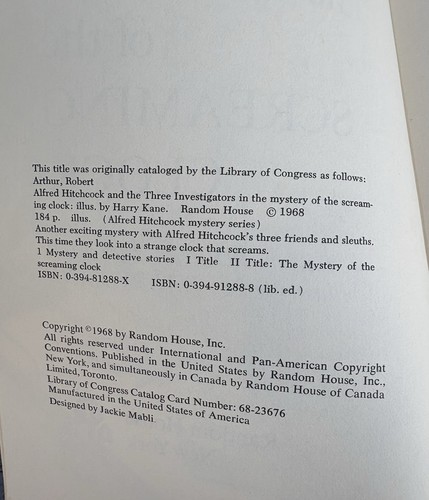 This title was originally cataloged by the Library of Congress as follows:
Arthur, Robert
Alfred Hitchcock and the Three Investigators in the mystery of the scream-
ing clock: illus. by Harry Kane. Random House © 1968
184 p. illus. (Alfred Hitchcock mystery series)
Another exciting mystery with Alfred Hitchcock's three friends and sleuths.
This time they look into a strange clock that screams.
1 Mystery and detective stories I Title II Title: The Mystery of the
screaming clock
ISBN: 0-394-81288-X ISBN: 0-394-91288-8 (lib. ed.)
Copyright ©1968 by Random House, Inc.
All rights reserved under International and Pan-American Copyright
Conventions. Published in the United States by Random House, Inc.,
New York, and simultaneously in Canada by Random House of Canada
Limited, Toronto.
Library of Congress Catalog Card Number: 68-23676
Manufactured in the United States of America
Designed by Jackie Mabli